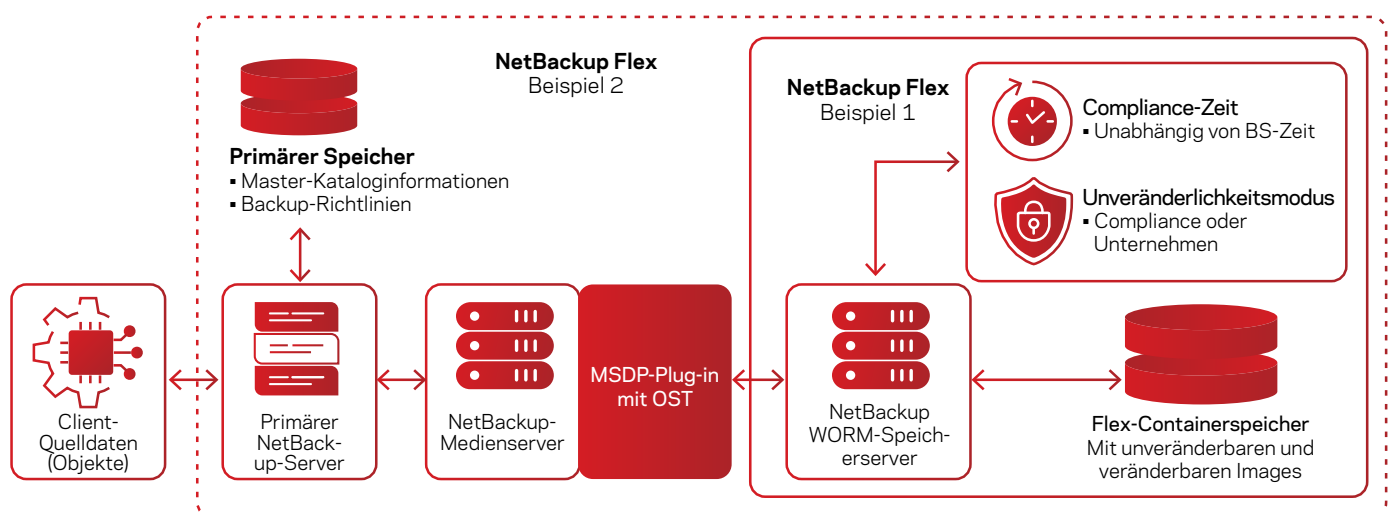 NetBackup Flex
Beispiel 2
Primärer Speicher
▪ Master-Kataloginformationen
▪ Backup-Richtlinien
NetBackup Flex
Beispiel 1
Compliance-Zeit
▪ Unabhängig von BS-Zeit
Unveränderlichkeitsmodus
▪ Compliance oder
Unternehmen
Client-
Quelldaten
(Objekte)
Primärer
NetBack-
up-Server
NetBackup-
Medienserver
MSDP-Plug-in
mit OST
NetBackup
WORM-Speich-
erserver
Flex-Containerspeicher
Mit unveränderbaren und
veränderbaren Images